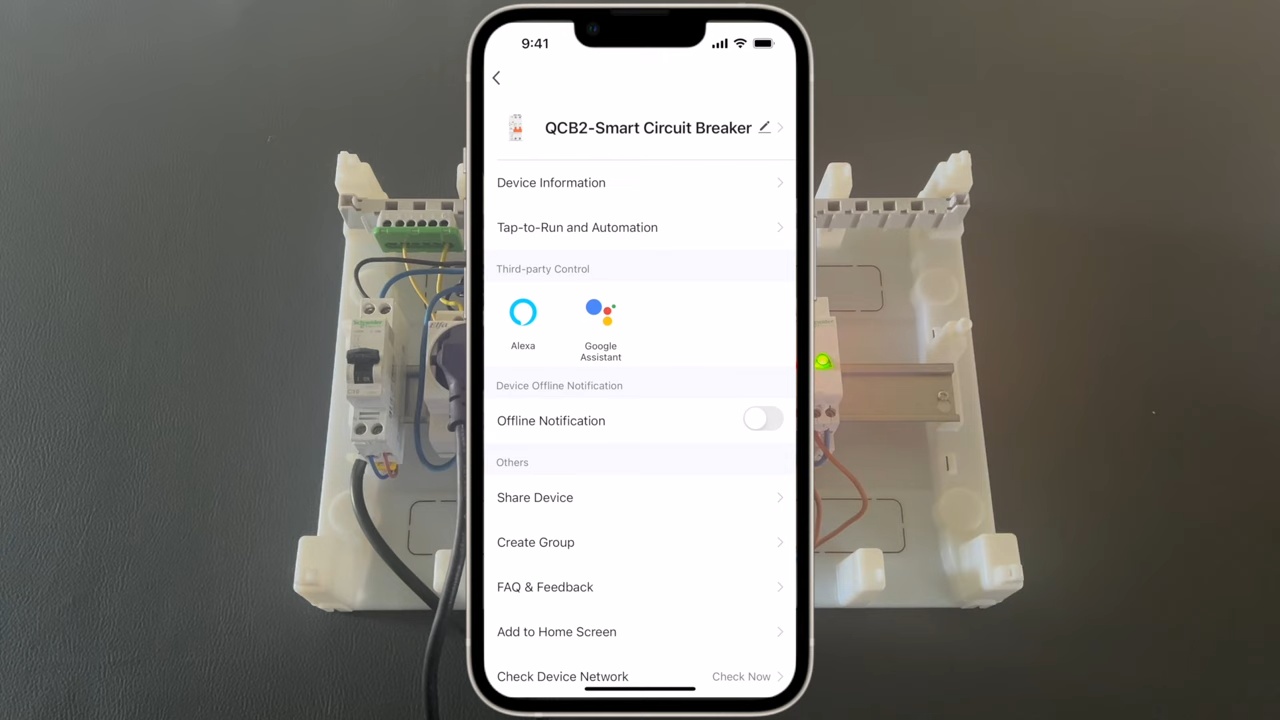 9:41
QCB2-Smart Circuit Breaker
Device Information
Tap-to-Run and Automation
Third-party Control
Alexa
Google
Assistant
Device Offline Notification
Offline Notification
Others
Share Device
Create Group
FAQ & Feedback
Add to Home Screen
Check Device Network
Check Now